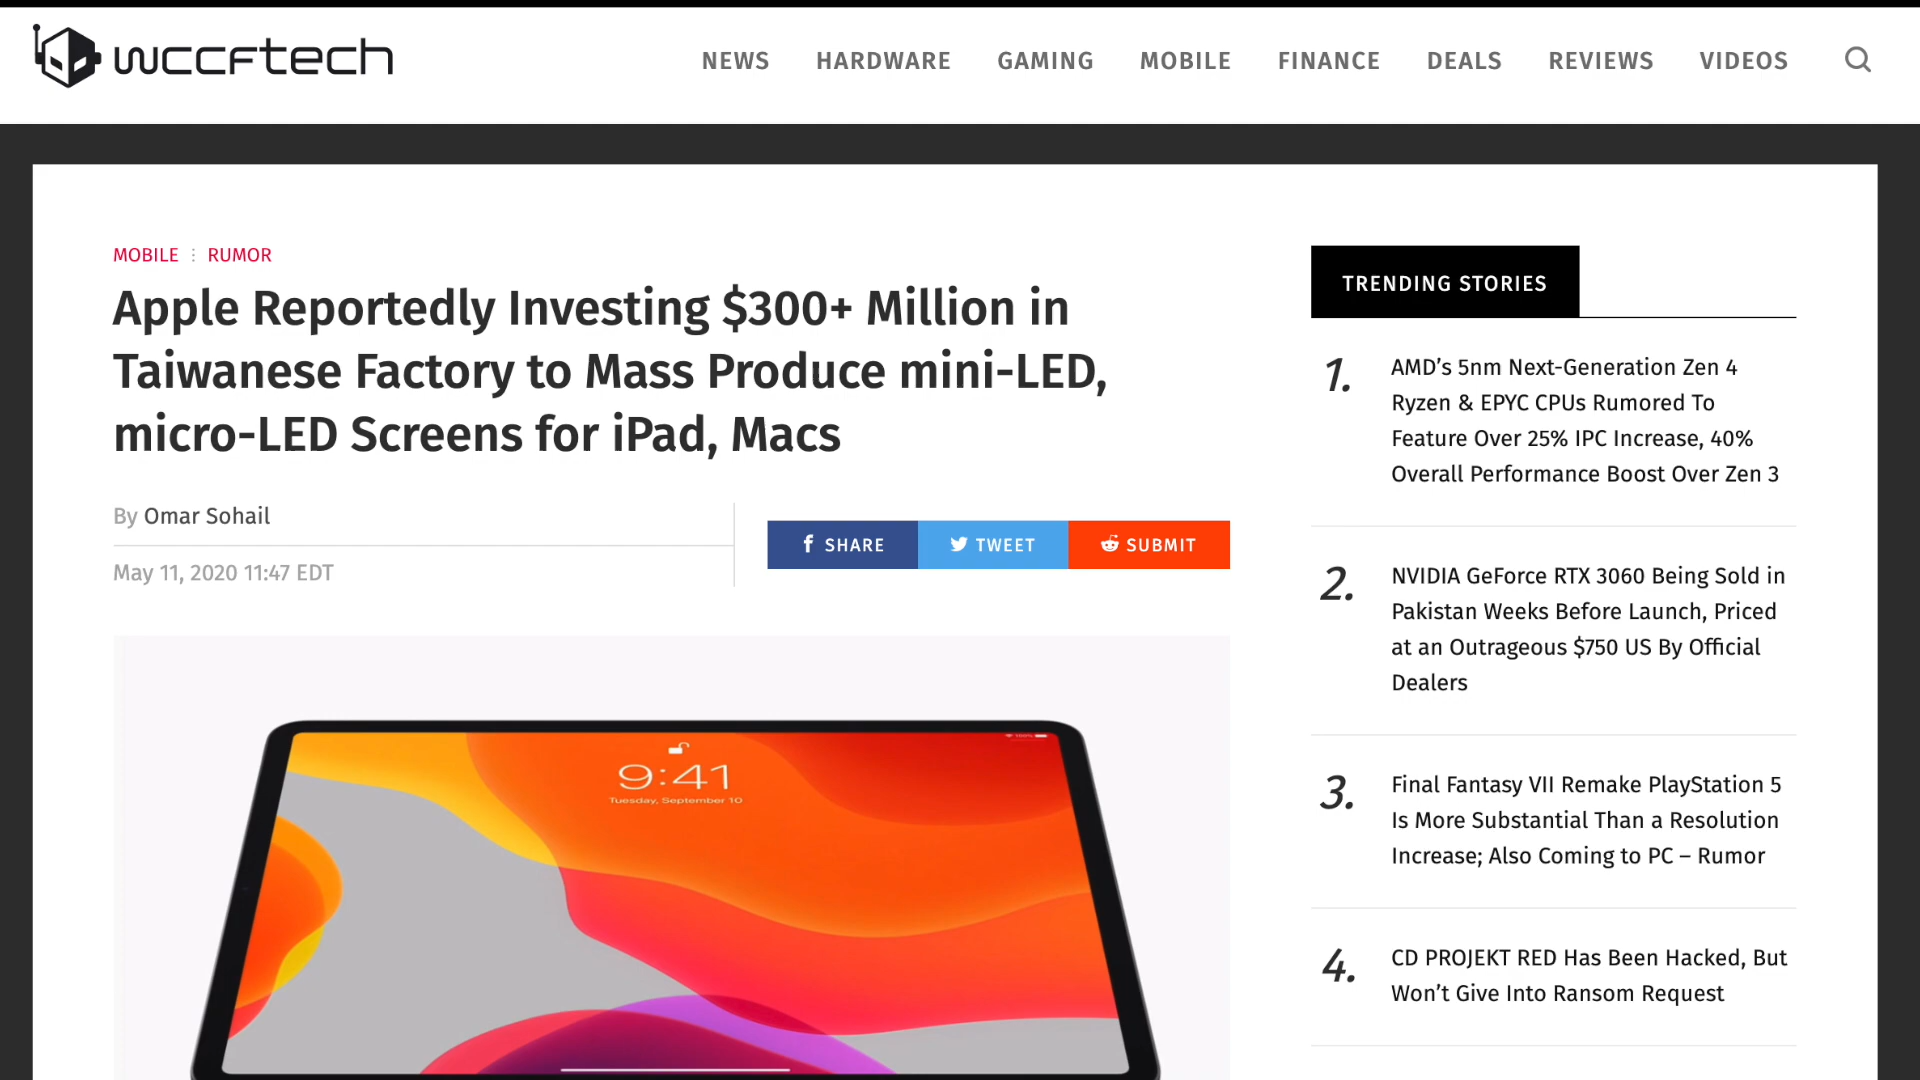 wccftech
NEWS HARDWARE GAMING MOBILE FINANCE DEALS REVIEWS VIDEOS
MOBILE ⋮ RUMOR
Apple Reportedly Investing $300+ Million in
Taiwanese Factory to Mass Produce mini-LED,
micro-LED Screens for iPad, Macs
By Omar Sohail
May 11, 2020 11:47 EDT
SHARE TWEET SUBMIT
9:41
Tuesday, September 10
TRENDING STORIES
1.
AMD’s 5nm Next-Generation Zen 4
Ryzen & EPYC CPUs Rumored To
Feature Over 25% IPC Increase, 40%
Overall Performance Boost Over Zen 3
2.
NVIDIA GeForce RTX 3060 Being Sold in
Pakistan Weeks Before Launch, Priced
at an Outrageous $750 US By Official
Dealers
3.
Final Fantasy VII Remake PlayStation 5
Is More Substantial Than a Resolution
Increase; Also Coming to PC – Rumor
4.
CD PROJEKT RED Has Been Hacked, But
Won’t Give Into Ransom Request